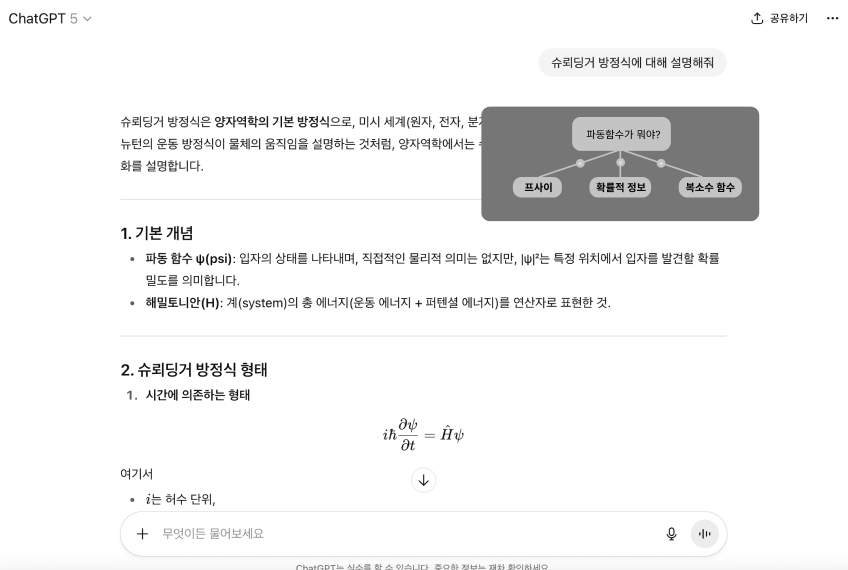 ChatGPT 5
공유하기
슈뢰딩거 방정식에 대해 설명해줘
슈뢰딩거 방정식은 양자역학의 기본 방정식으로, 미시 세계(원자, 전자,
뉴턴의 운동 방정식이 물체의 움직임을 설명하는 것처럼, 양자역학에서는
화를 설명합니다.
파동함수가 뭐야?
프사이
확률적 정보
복소수 함수
1. 기본 개념
• 파동 함수 ψ(psi): 입자의 상태를 나타내며, 직접적인 물리적 의미는 없지만, |ψ|²는 특정 위치에서 입자를 발견할 확률
밀도를 의미합니다.
• 해밀토니안(H): 계(system)의 총 에너지(운동 에너지 + 퍼텐셜 에너지)를 연산자로 표현한 것.
2. 슈뢰딩거 방정식 형태
1. 시간에 의존하는 형태
iħ ∂ψ/∂t = Ĥψ
여기서
• i는 허수 단위,
무엇이든 물어보세요
ChatGPT는 실수를 할 수 있습니다. 중요한 정보는 재차 확인하세요.